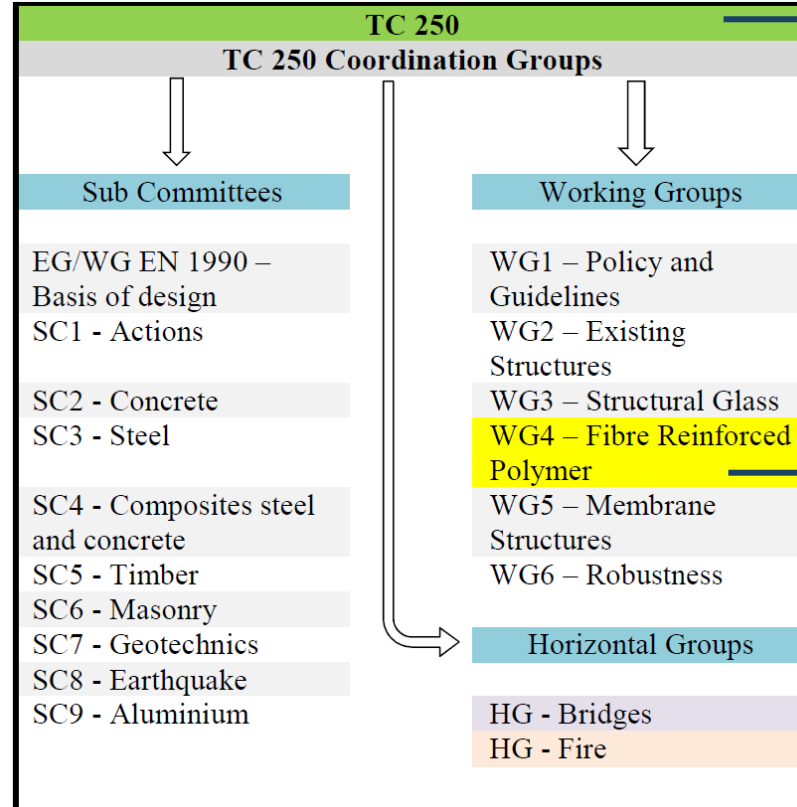 TC 250
TC 250 Coordination Groups
Sub Committees
EG/WG EN 1990 –
Basis of design
SC1 - Actions
SC2 - Concrete
SC3 - Steel
SC4 - Composites steel
and concrete
SC5 - Timber
SC6 - Masonry
SC7 - Geotechnics
SC8 - Earthquake
SC9 - Aluminium
Working Groups
WG1 – Policy and
Guidelines
WG2 – Existing
Structures
WG3 – Structural Glass
WG4 – Fibre Reinforced
Polymer
WG5 – Membrane
Structures
WG6 – Robustness
Horizontal Groups
HG - Bridges
HG - Fire